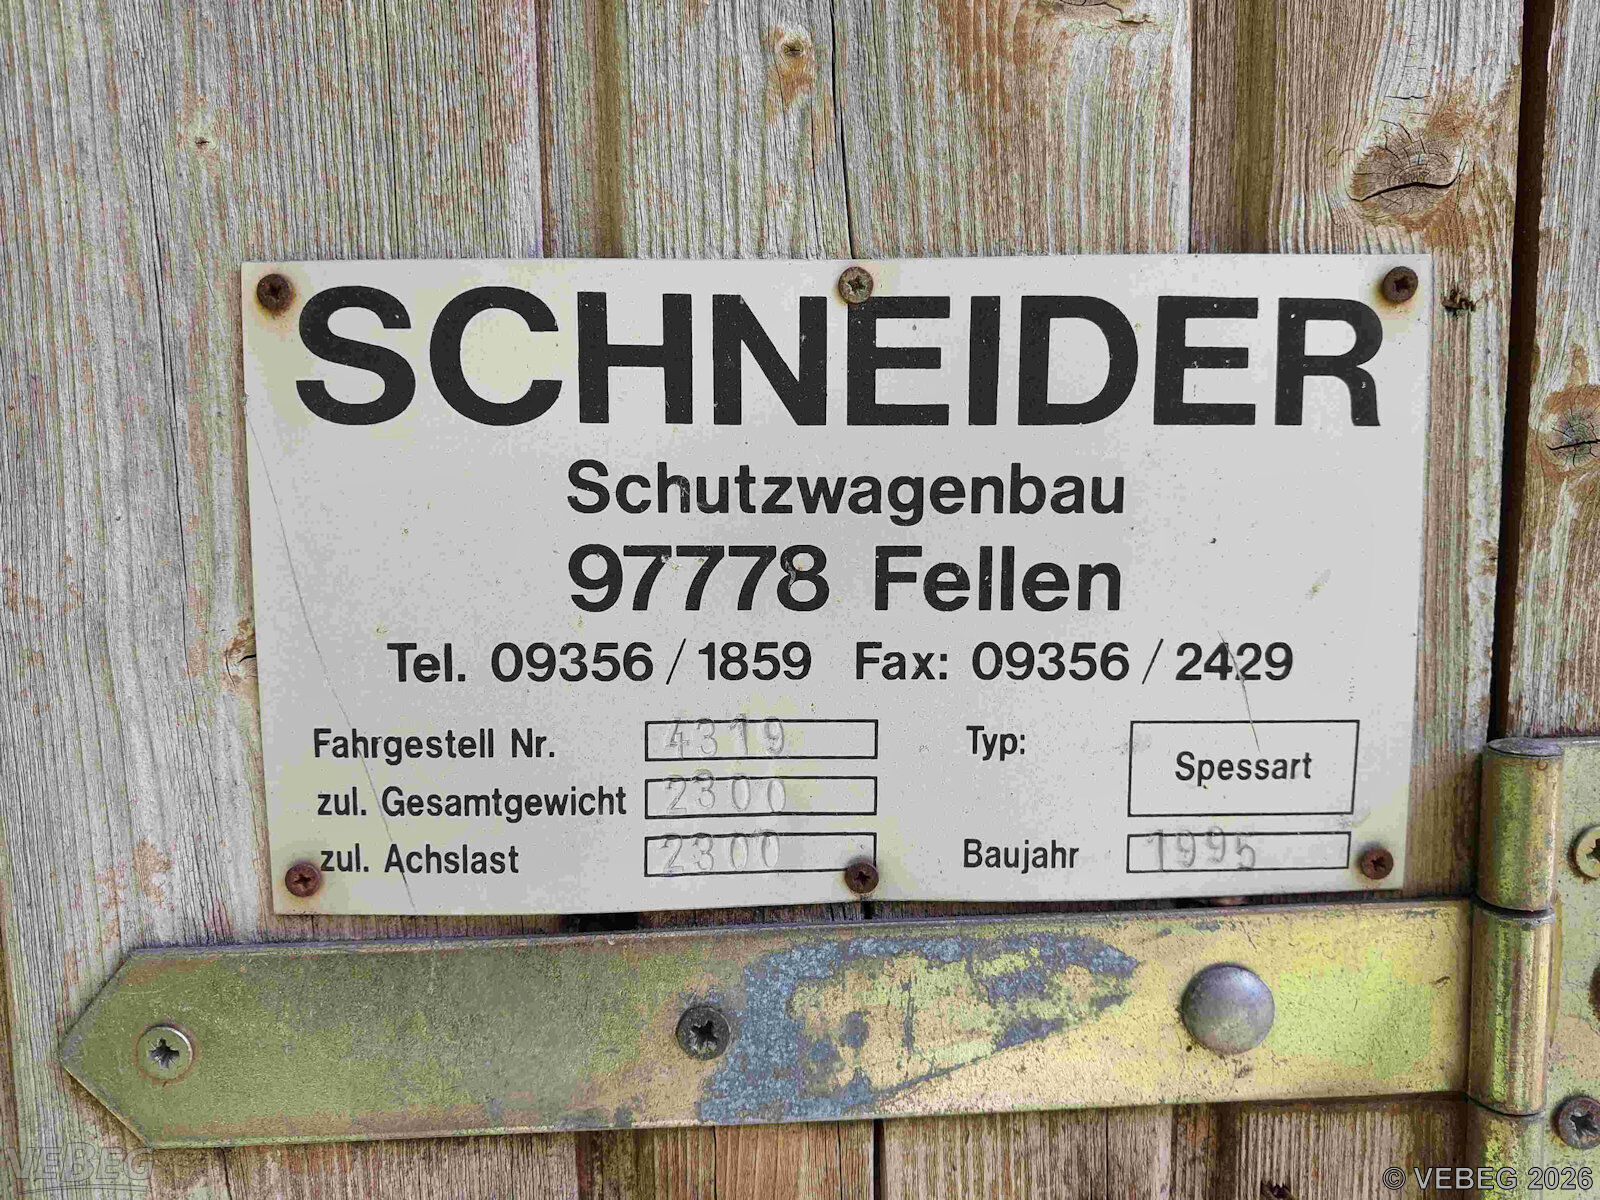 SCHNEIDER
Schutzwagenbau
97778 Fellen
Tel. 09356 / 1859 Fax: 09356 / 2429
Fahrgestell Nr. 4319 Typ: Spessart
zul. Gesamtgewicht 2300
zul. Achslast 2300 Baujahr 1995
VEBEG
© VEBEG 2026